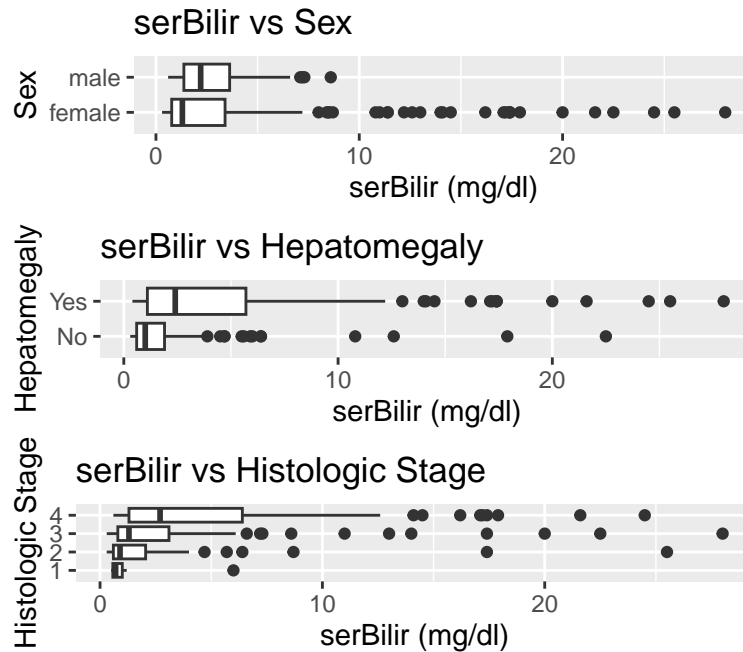 serBilir vs Sex
Sex
male
female
0 10 20
serBilir (mg/dl)
serBilir vs Hepatomegaly
Hepatomegaly
Yes
No
0 10 20
serBilir (mg/dl)
serBilir vs Histologic Stage
Histologic Stage
4
3
2
1
0 10 20
serBilir (mg/dl)